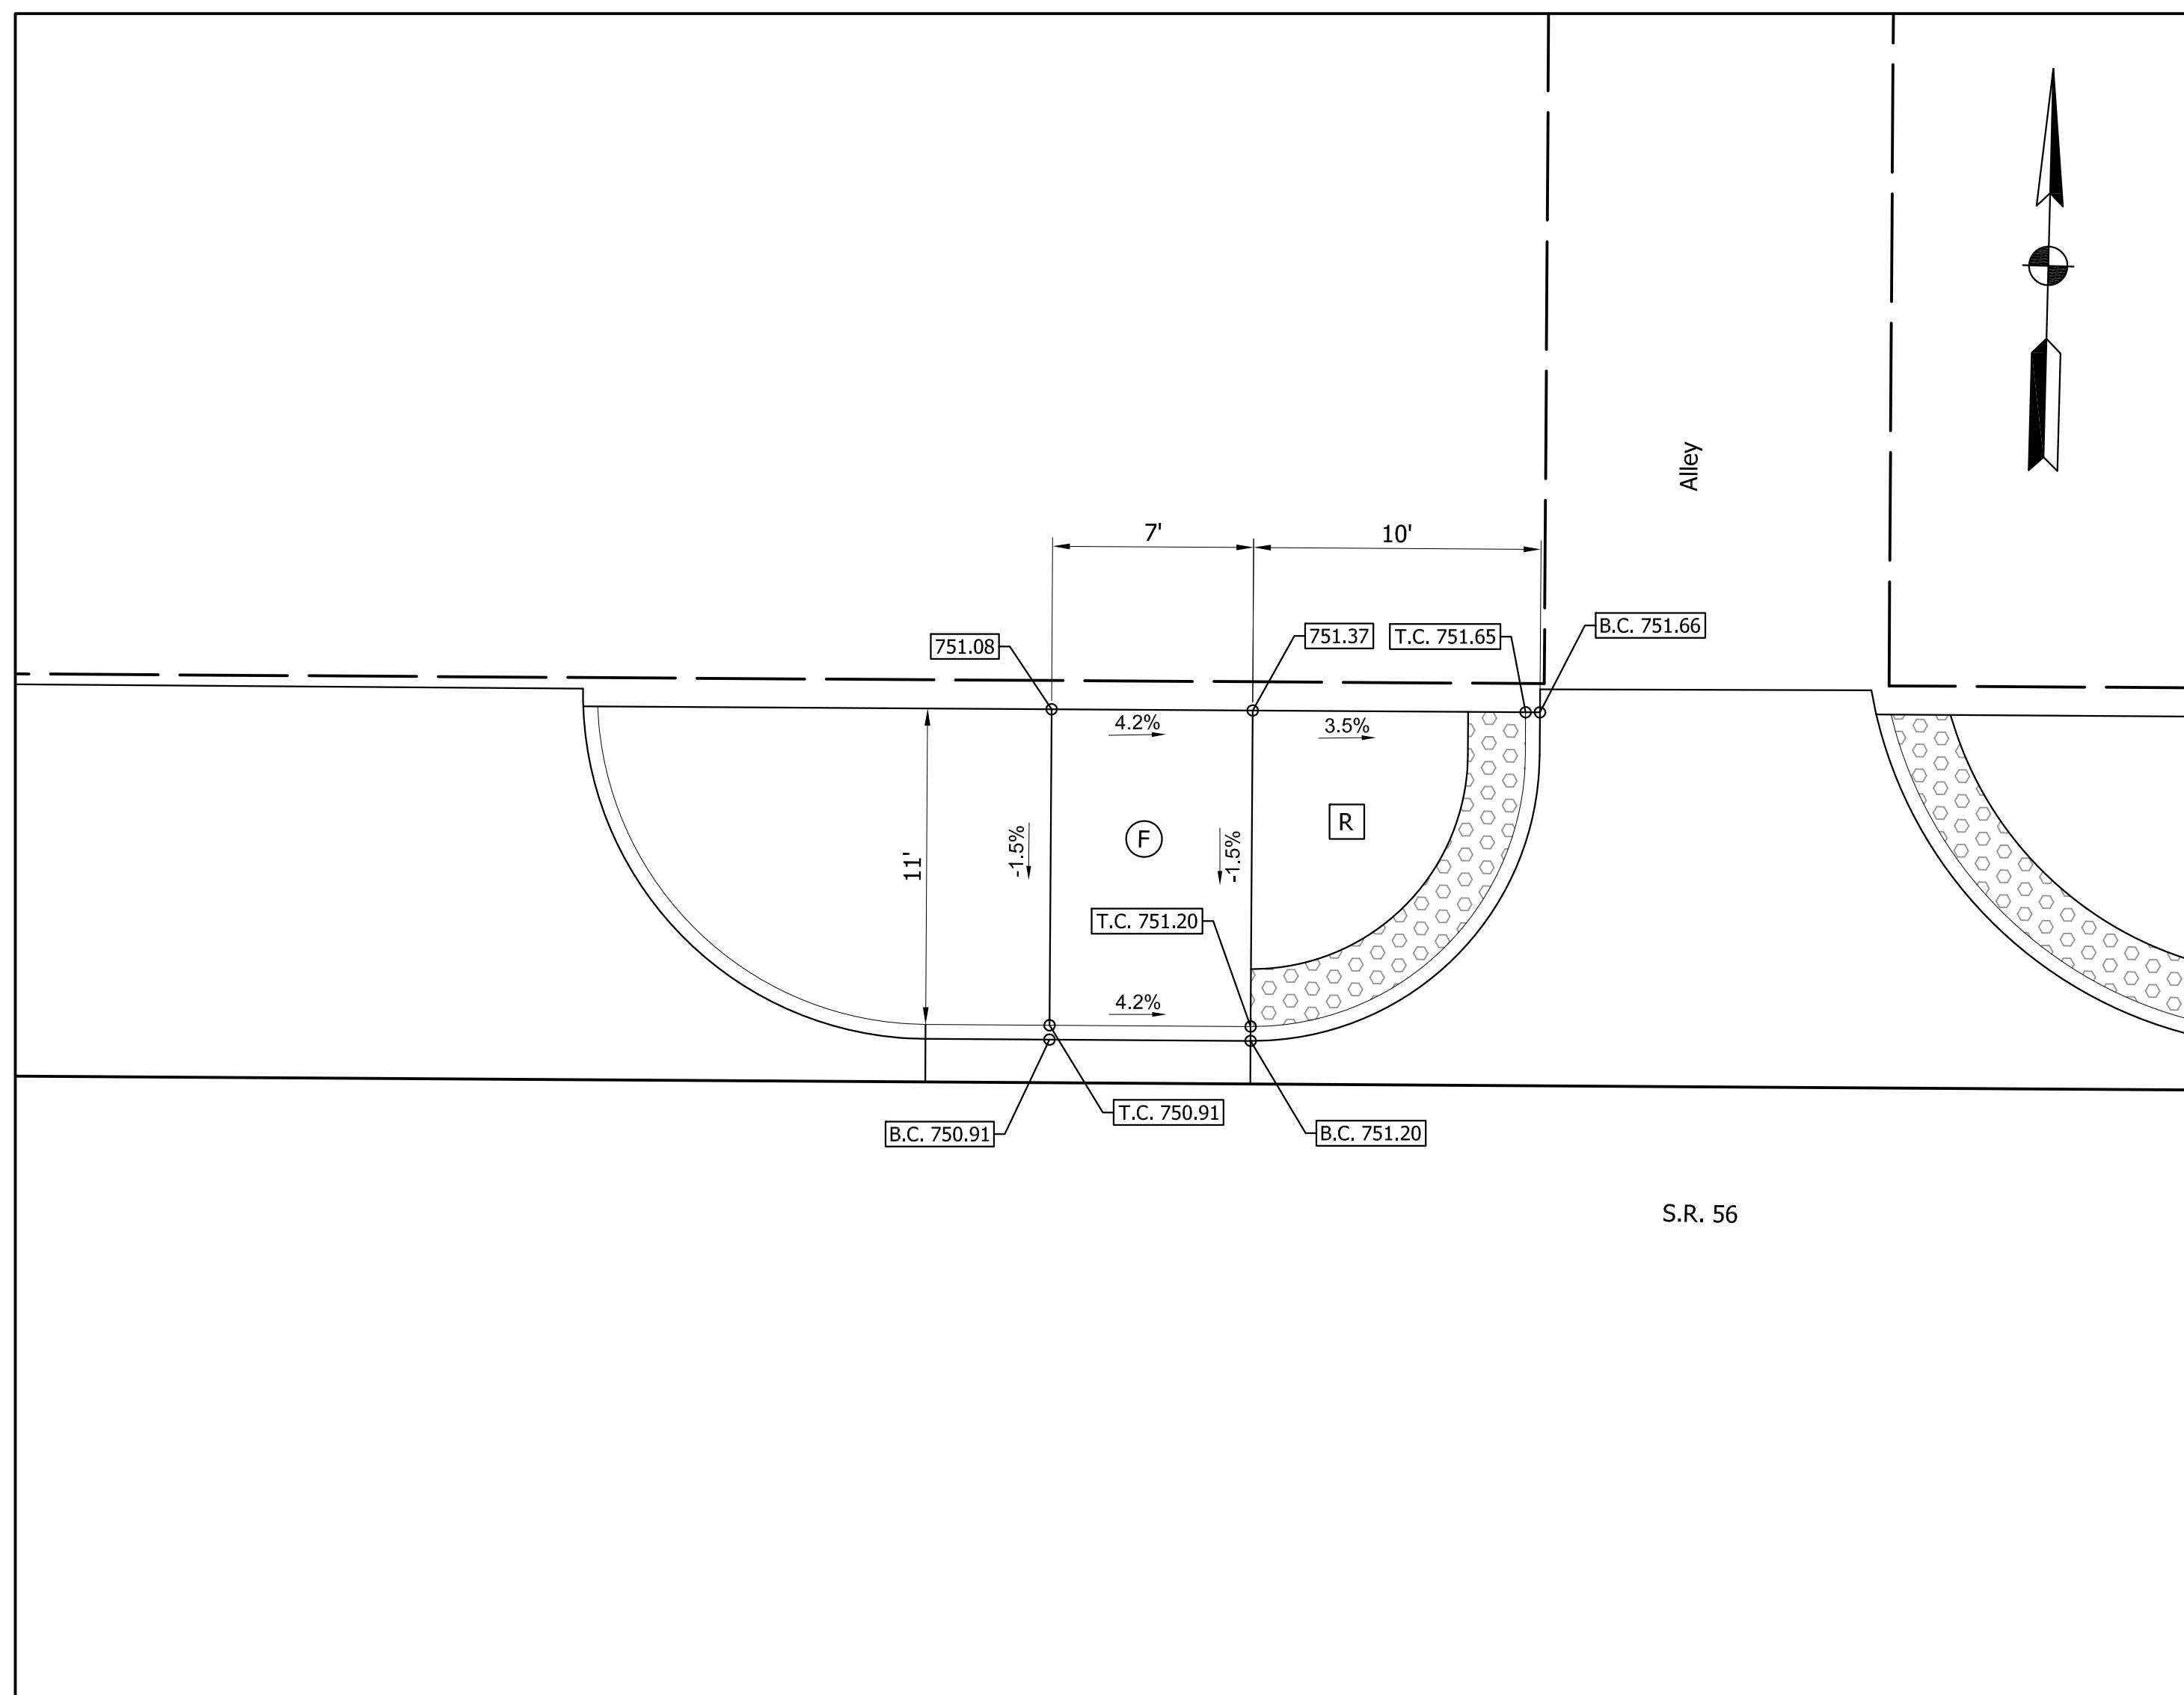 Alley
7'
10'
B.C. 751.66
751.37
T.C. 751.65
751.08
4.2%
3.5%
R
F
-1.5%
-1.5%
11'
T.C. 751.20
4.2%
T.C. 750.91
B.C. 750.91
B.C. 751.20
S.R. 56